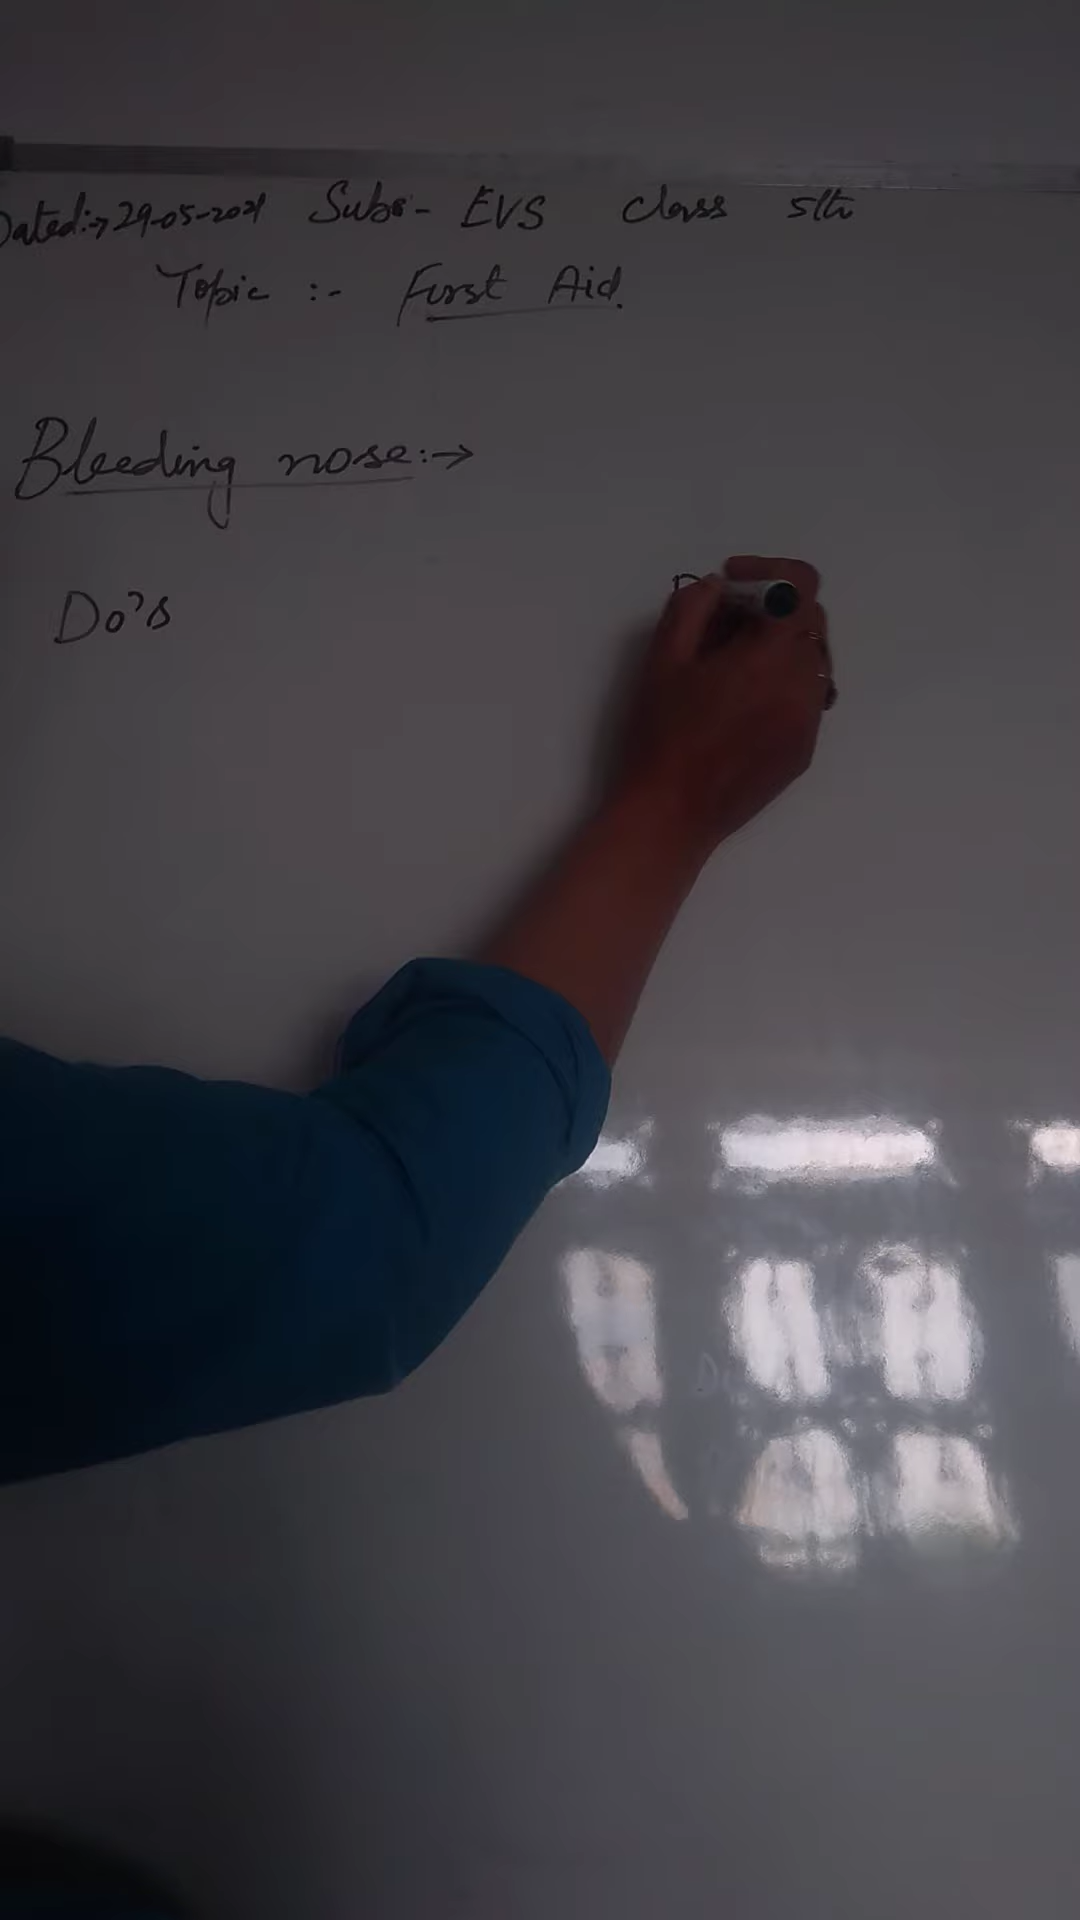 Dated:→ 29-05-2021 Sub:- EVS Class 5th
Topic :- First Aid.
Bleeding nose:→
Do's D